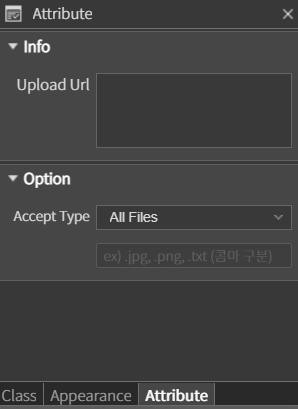 Attribute
Info
Upload Url
Option
Accept Type All Files
ex) .jpg, .png, .txt (콤마 구분)
Class Appearance Attribute